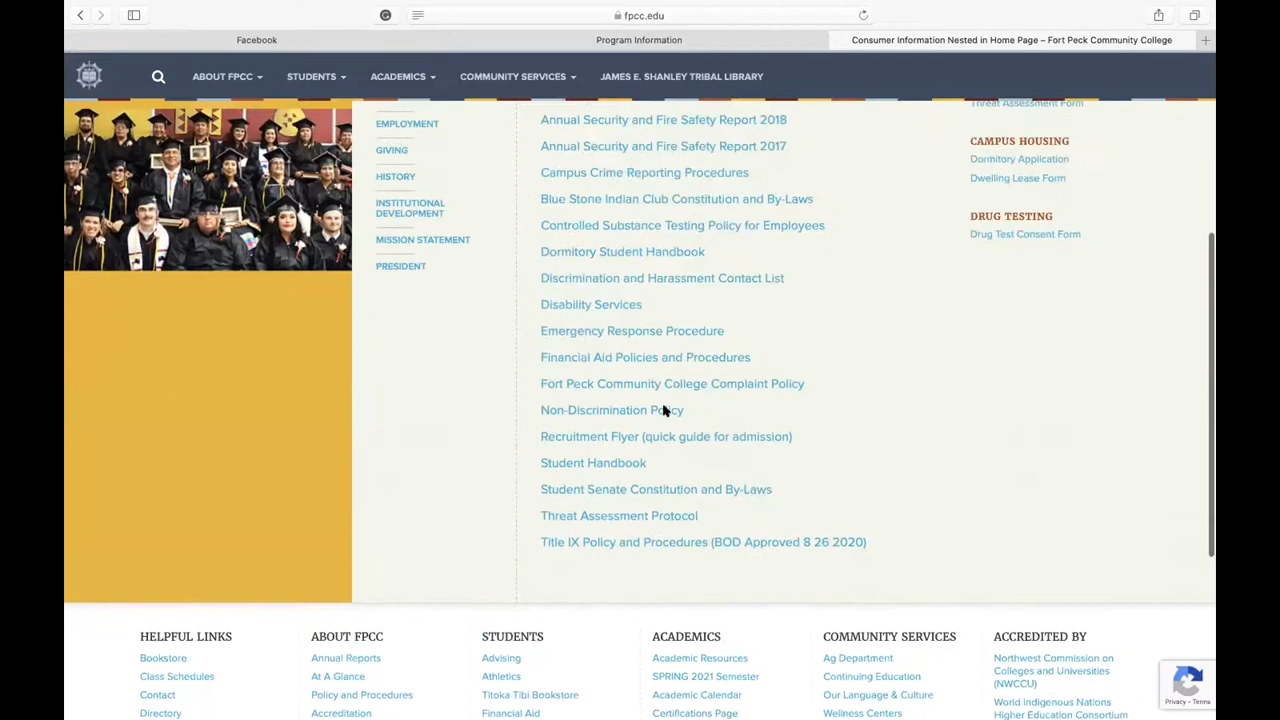 fpcc.edu
Facebook
Program Information
Consumer Information Nested in Home Page – Fort Peck Community College
ABOUT FPCC
STUDENTS
ACADEMICS
COMMUNITY SERVICES
JAMES E. SHANLEY TRIBAL LIBRARY
EMPLOYMENT
GIVING
HISTORY
INSTITUTIONAL
DEVELOPMENT
MISSION STATEMENT
PRESIDENT
Annual Security and Fire Safety Report 2018
Annual Security and Fire Safety Report 2017
Campus Crime Reporting Procedures
Blue Stone Indian Club Constitution and By-Laws
Controlled Substance Testing Policy for Employees
Dormitory Student Handbook
Discrimination and Harassment Contact List
Disability Services
Emergency Response Procedure
Financial Aid Policies and Procedures
Fort Peck Community College Complaint Policy
Non-Discrimination Policy
Recruitment Flyer (quick guide for admission)
Student Handbook
Student Senate Constitution and By-Laws
Threat Assessment Protocol
Title IX Policy and Procedures (BOD Approved 8 26 2020)
Threat Assessment Form
CAMPUS HOUSING
Dormitory Application
Dwelling Lease Form
DRUG TESTING
Drug Test Consent Form
HELPFUL LINKS
Bookstore
Class Schedules
Contact
Directory
ABOUT FPCC
Annual Reports
At A Glance
Policy and Procedures
Accreditation
STUDENTS
Advising
Athletics
Titoka Tibi Bookstore
Financial Aid
ACADEMICS
Academic Resources
SPRING 2021 Semester
Academic Calendar
Certifications Page
COMMUNITY SERVICES
Ag Department
Continuing Education
Our Language & Culture
Wellness Centers
ACCREDITED BY
Northwest Commission on
Colleges and Universities
(NWCCU)
World Indigenous Nations
Higher Education Consortium
Privacy - Terms